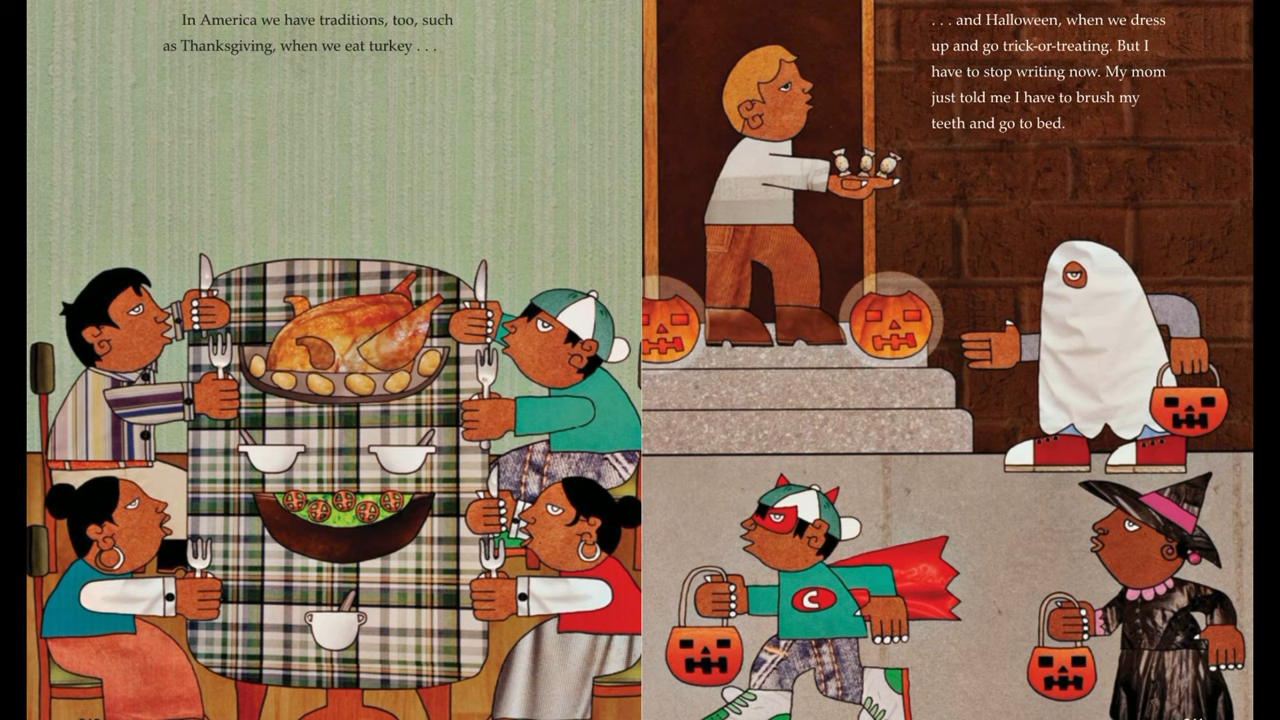 In America we have traditions, too, such
as Thanksgiving, when we eat turkey . . .
. . . and Halloween, when we dress
up and go trick-or-treating. But I
have to stop writing now. My mom
just told me I have to brush my
teeth and go to bed.
C